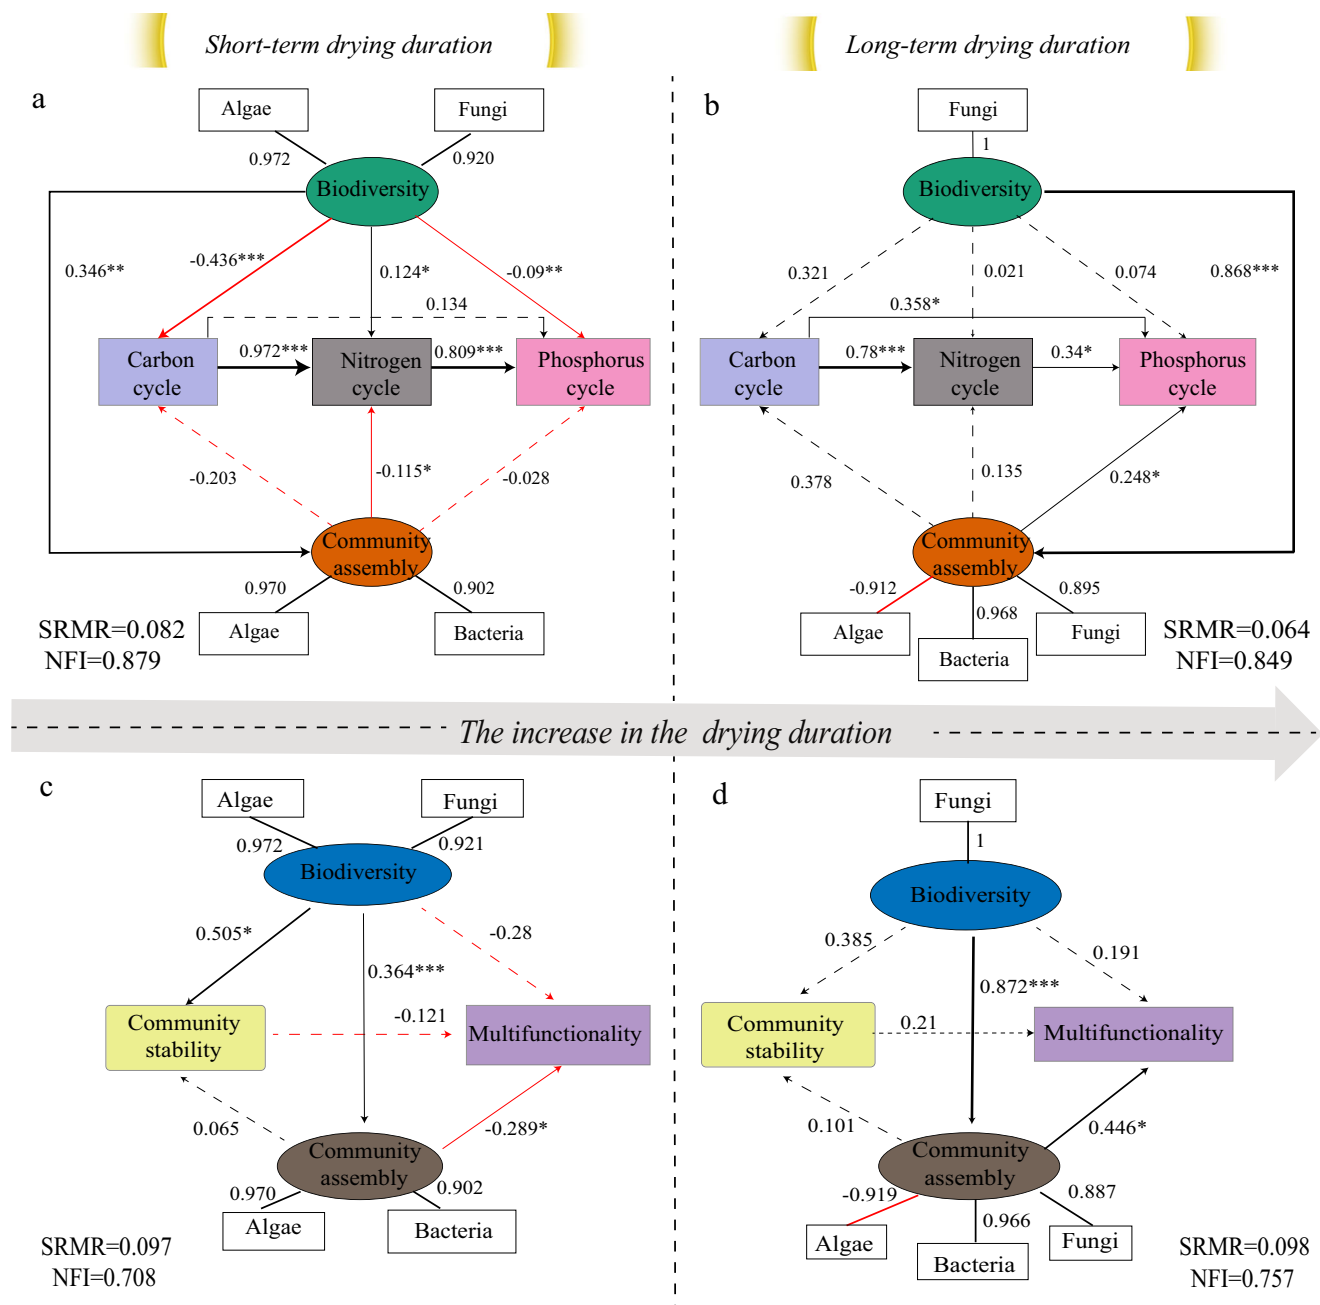 Short-term drying duration
Long-term drying duration
a
Algae
Fungi
0.972
0.920
Biodiversity
0.346**
-0.436***
0.124*
-0.09**
0.134
Carbon
cycle
0.972***
Nitrogen
cycle
0.809***
Phosphorus
cycle
-0.203
-0.115*
-0.028
Community
assembly
0.970
0.902
Algae
Bacteria
SRMR=0.082
NFI=0.879
b
Fungi
1
Biodiversity
0.321
0.021
0.074
0.868***
0.358*
Carbon
cycle
0.78***
Nitrogen
cycle
0.34*
Phosphorus
cycle
0.378
0.135
0.248*
Community
assembly
-0.912
0.968
0.895
Algae
Bacteria
Fungi
SRMR=0.064
NFI=0.849
The increase in the drying duration
c
Algae
Fungi
0.972
0.921
Biodiversity
0.505*
0.364***
-0.28
Community
stability
-0.121
Multifunctionality
0.065
-0.289*
Community
assembly
0.970
0.902
Algae
Bacteria
SRMR=0.097
NFI=0.708
d
Fungi
1
Biodiversity
0.385
0.191
0.872***
Community
stability
0.21
Multifunctionality
0.101
0.446*
Community
assembly
-0.919
0.966
0.887
Algae
Bacteria
Fungi
SRMR=0.098
NFI=0.757